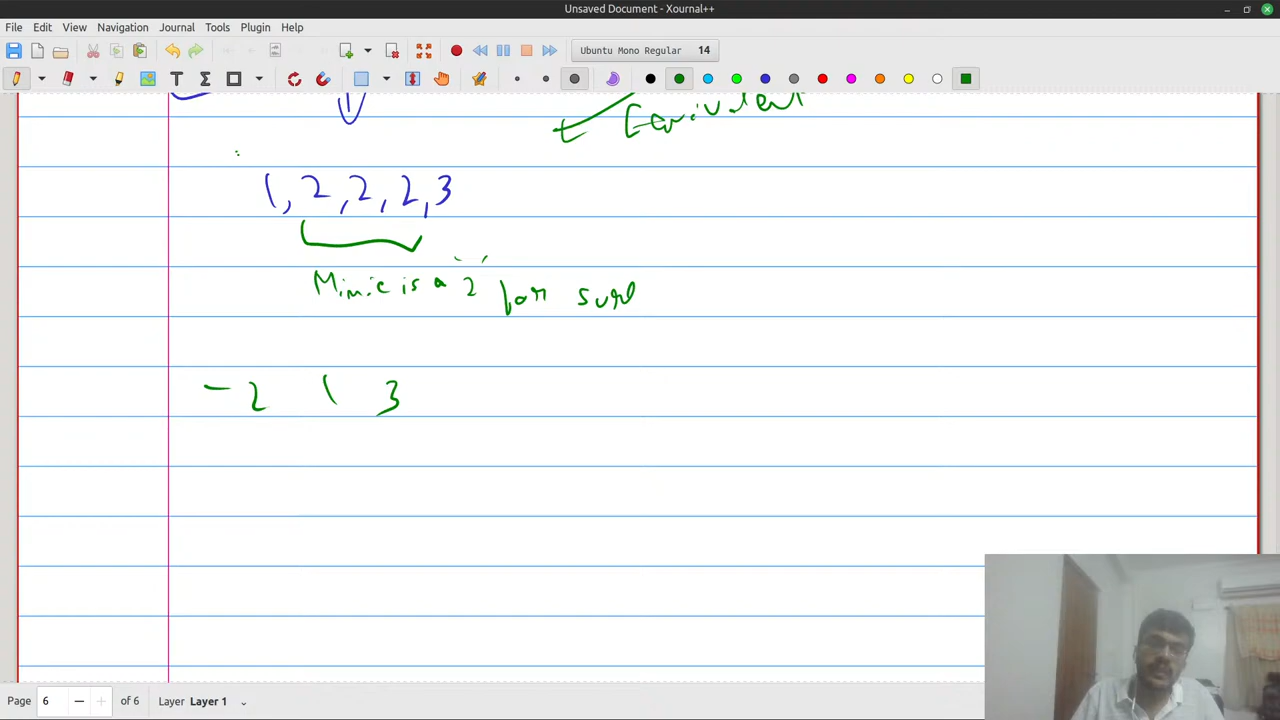 Unsaved Document - Xournal++
File Edit View Navigation Journal Tools Plugin Help
Ubuntu Mono Regular 14
Equivalent
1, 2, 2, 2, 3
Mimic is a "2" for sure
- 2 1 3
Page 6 of 6 Layer Layer 1